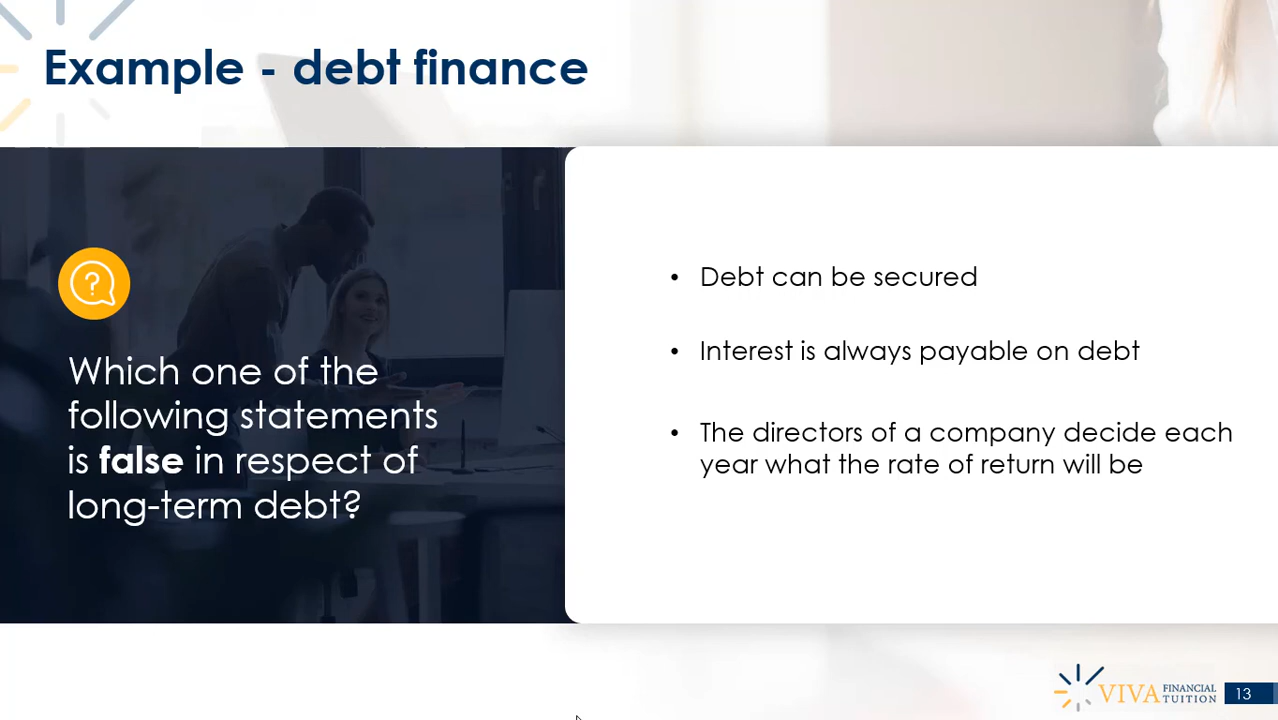 Example - debt finance
Which one of the
following statements
is false in respect of
long-term debt?
• Debt can be secured
• Interest is always payable on debt
• The directors of a company decide each
year what the rate of return will be
VIVA FINANCIAL TUITION
13